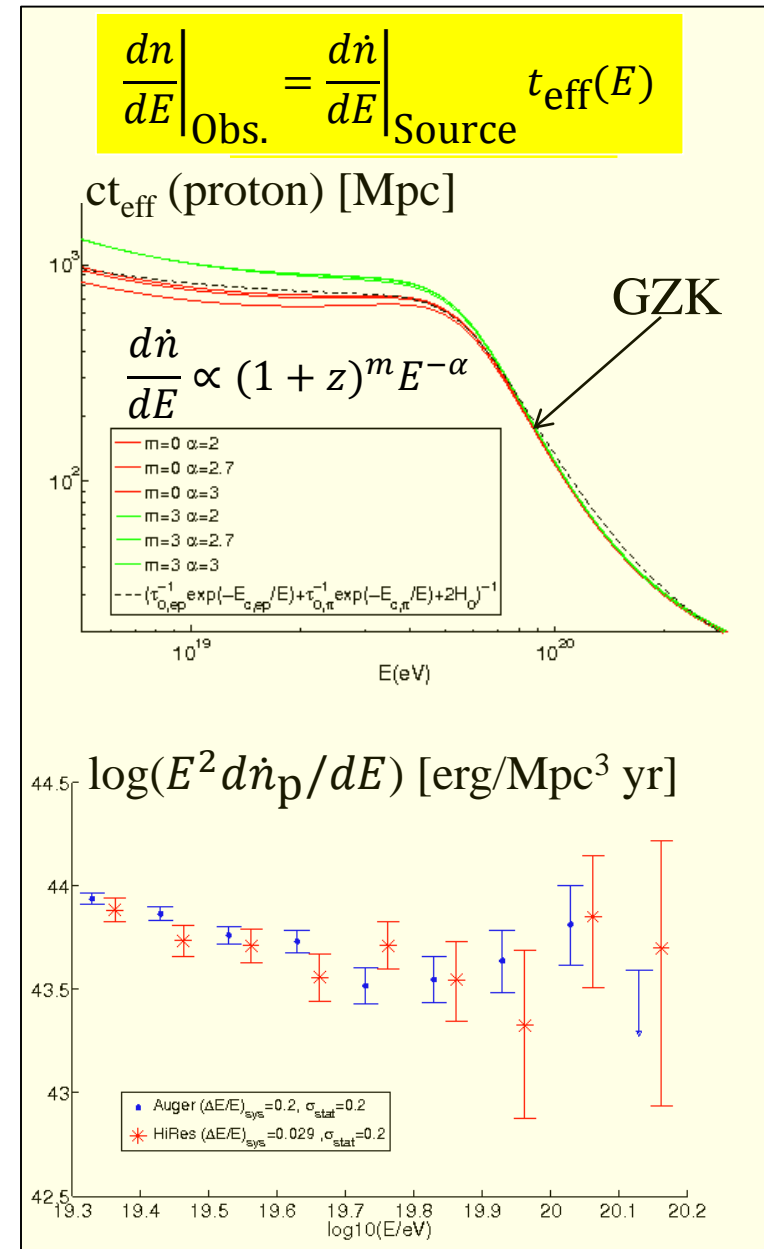 dn/dE|Obs. = dṅ/dE|Source t_eff(E)
ct_eff (proton) [Mpc]
10^3
GZK
dṅ/dE ∝ (1 + z)^m E^−α
m=0 α=2
m=0 α=2.7
m=0 α=3
10^2
m=3 α=2
m=3 α=2.7
m=3 α=3
(τ_0,ep^−1 exp(−E_c,ep/E)+τ_0,π^−1 exp(−E_c,π/E)+2H_0)^−1
10^19 10^20
E(eV)
log(E^2 dṅ_p/dE) [erg/Mpc^3 yr]
44.5
44
43.5
43
Auger (ΔE/E)_sys=0.2, σ_stat=0.2
HiRes (ΔE/E)_sys=0.029 ,σ_stat=0.2
42.5
19.3 19.4 19.5 19.6 19.7 19.8 19.9 20 20.1 20.2
log10(E/eV)